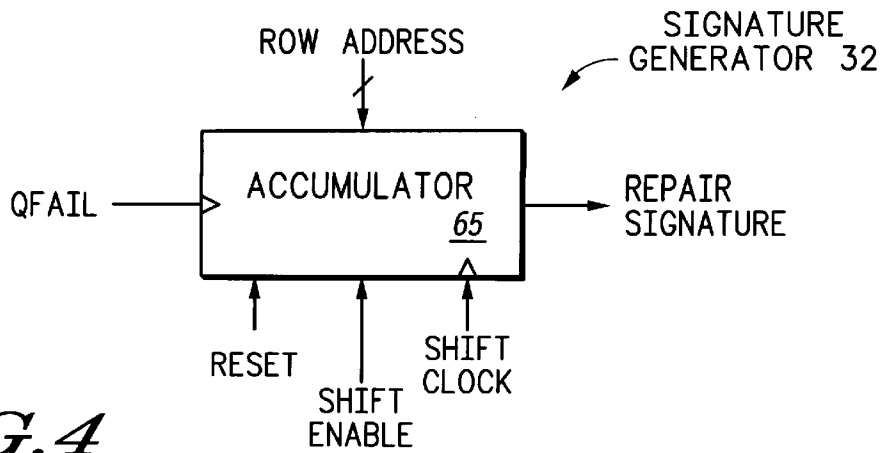 ROW ADDRESS
SIGNATURE
GENERATOR 32
QFAIL
ACCUMULATOR
65
REPAIR
SIGNATURE
RESET
SHIFT
ENABLE
SHIFT
CLOCK
G.4